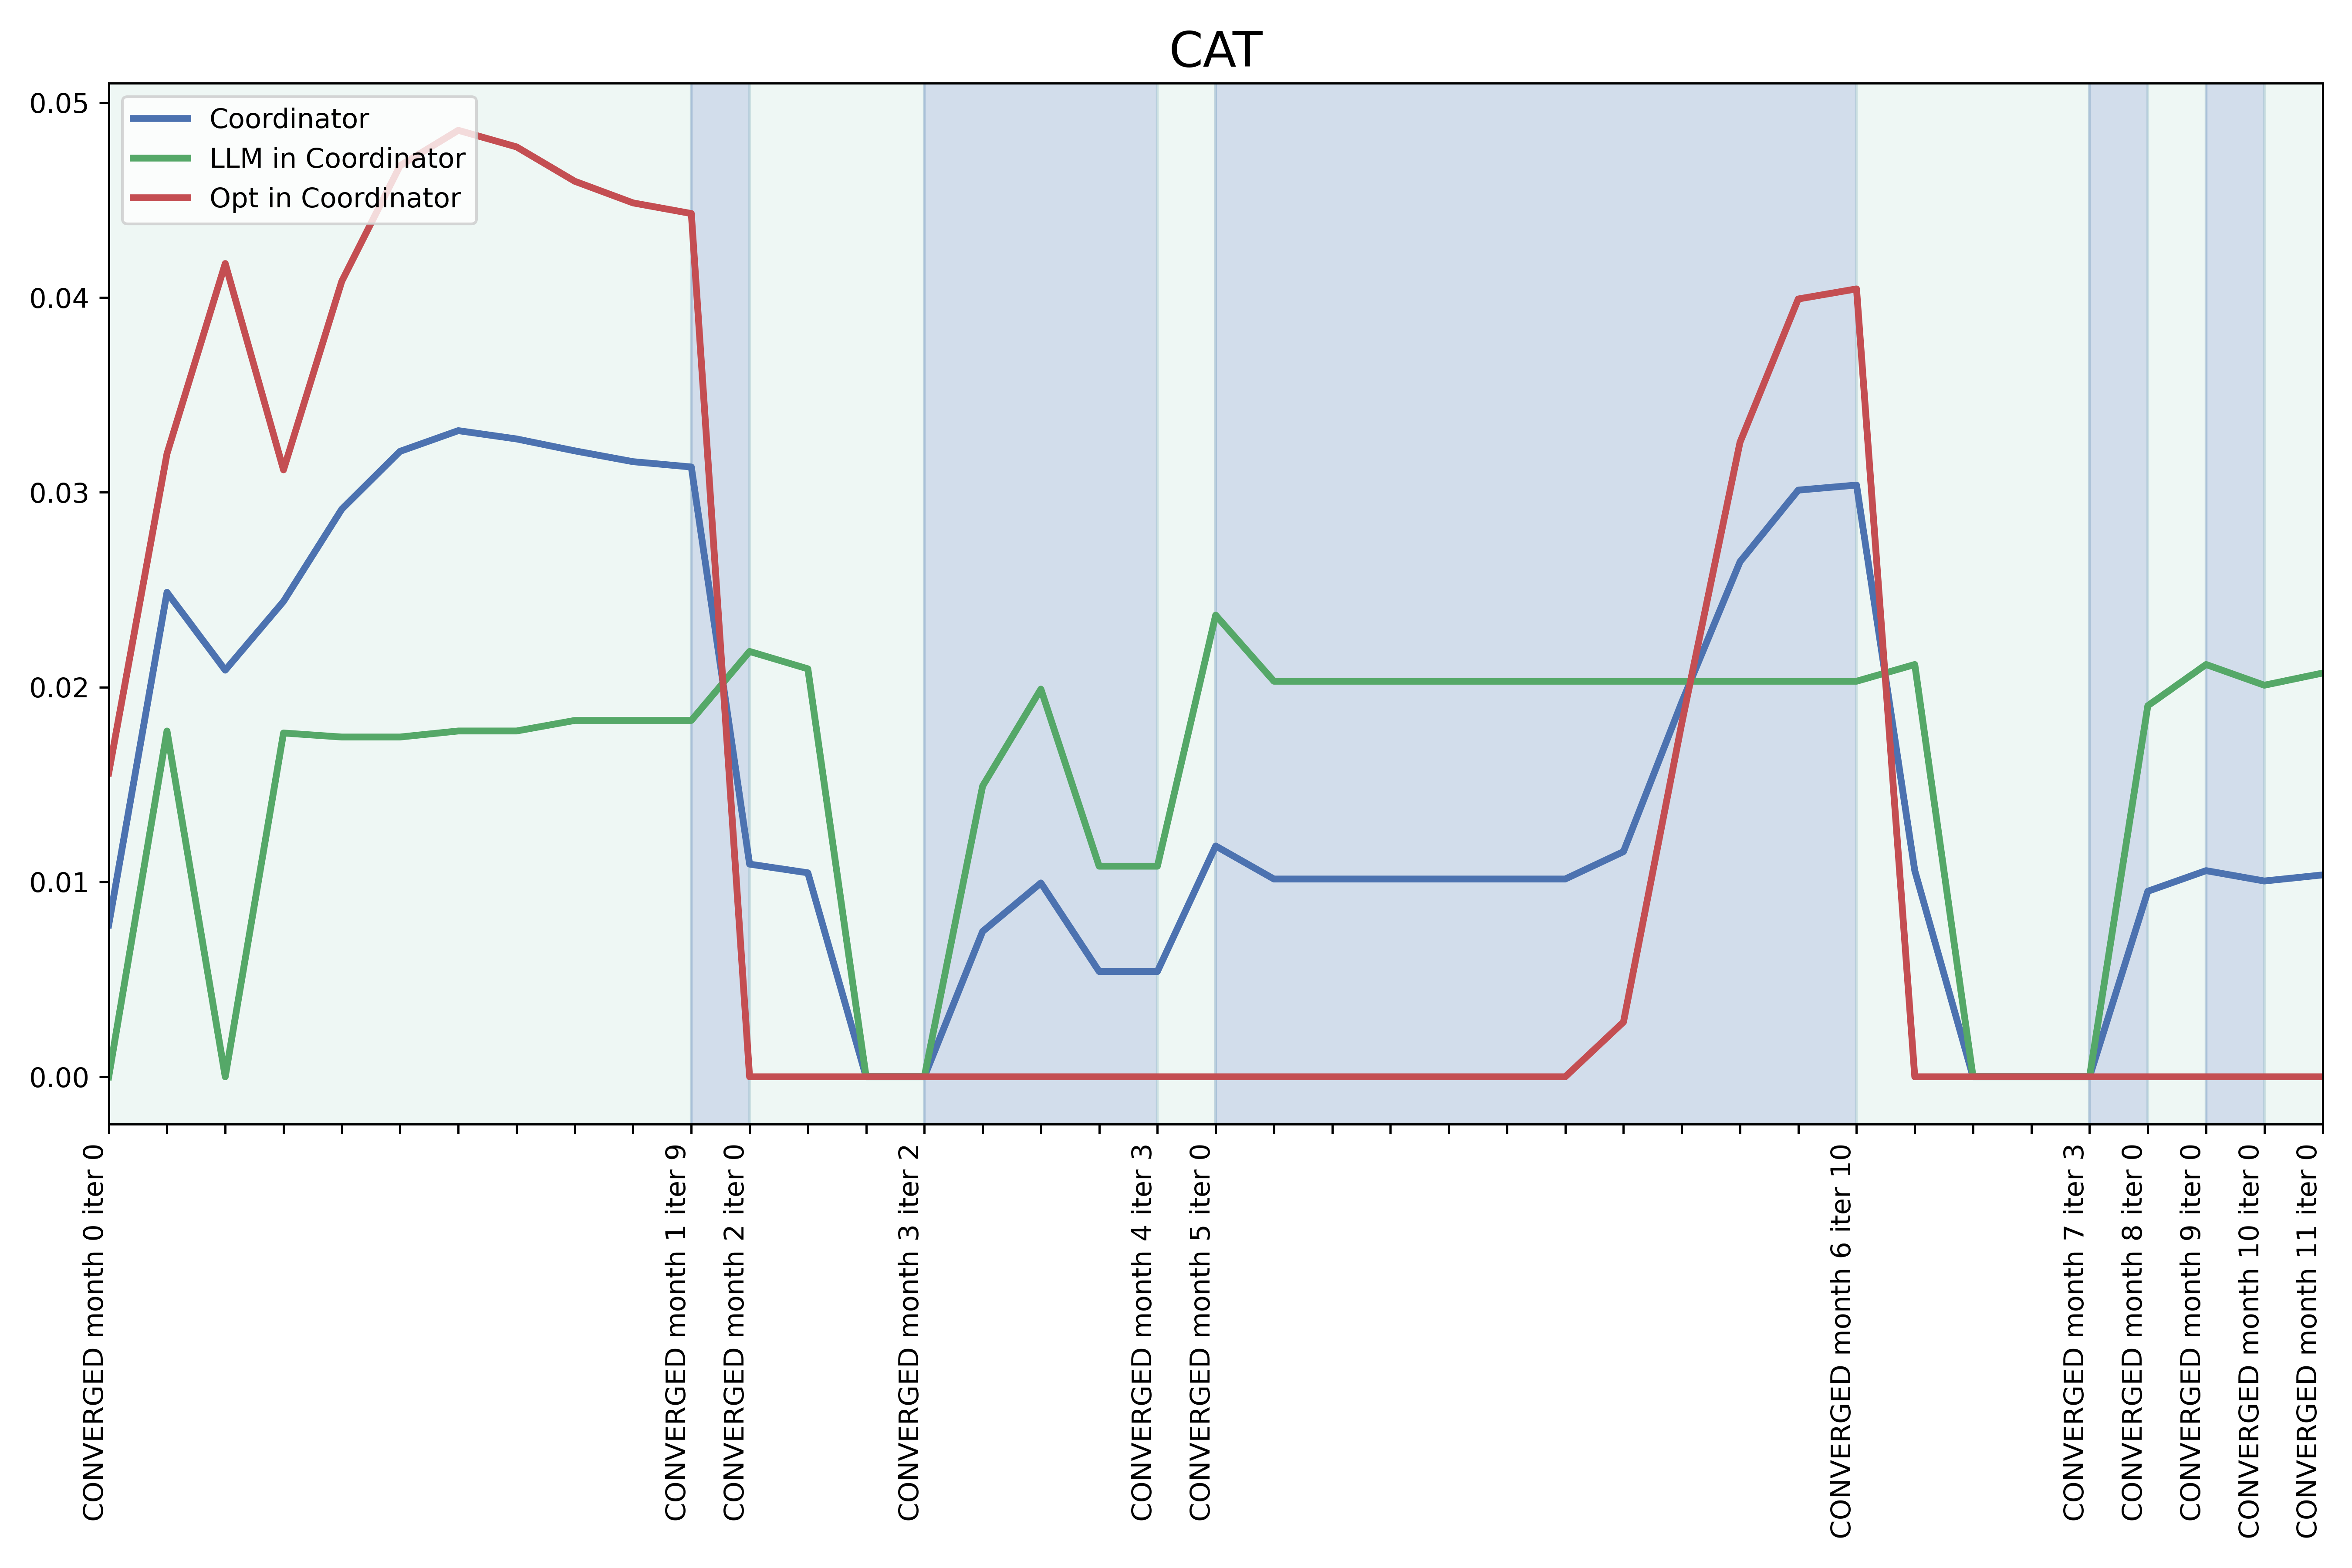 CAT
0.05
0.04
0.03
0.02
0.01
0.00
Coordinator
LLM in Coordinator
Opt in Coordinator
CONVERGED month 0 iter 0
CONVERGED month 1 iter 9
CONVERGED month 2 iter 0
CONVERGED month 3 iter 2
CONVERGED month 4 iter 3
CONVERGED month 5 iter 0
CONVERGED month 6 iter 10
CONVERGED month 7 iter 3
CONVERGED month 8 iter 0
CONVERGED month 9 iter 0
CONVERGED month 10 iter 0
CONVERGED month 11 iter 0